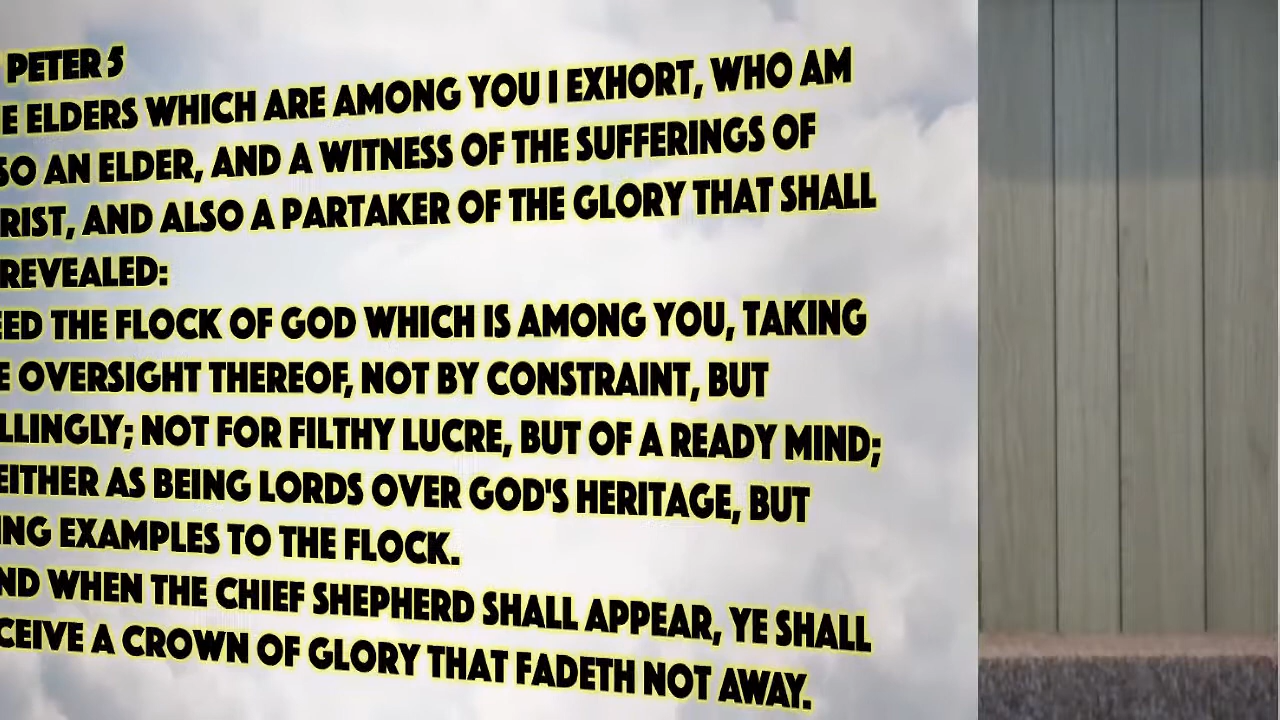 PETER 5
E ELDERS WHICH ARE AMONG YOU I EXHORT, WHO AM
SO AN ELDER, AND A WITNESS OF THE SUFFERINGS OF
RIST, AND ALSO A PARTAKER OF THE GLORY THAT SHALL
REVEALED:
EED THE FLOCK OF GOD WHICH IS AMONG YOU, TAKING
E OVERSIGHT THEREOF, NOT BY CONSTRAINT, BUT
LLINGLY; NOT FOR FILTHY LUCRE, BUT OF A READY MIND;
EITHER AS BEING LORDS OVER GOD'S HERITAGE, BUT
ING EXAMPLES TO THE FLOCK.
ND WHEN THE CHIEF SHEPHERD SHALL APPEAR, YE SHALL
CEIVE A CROWN OF GLORY THAT FADETH NOT AWAY.